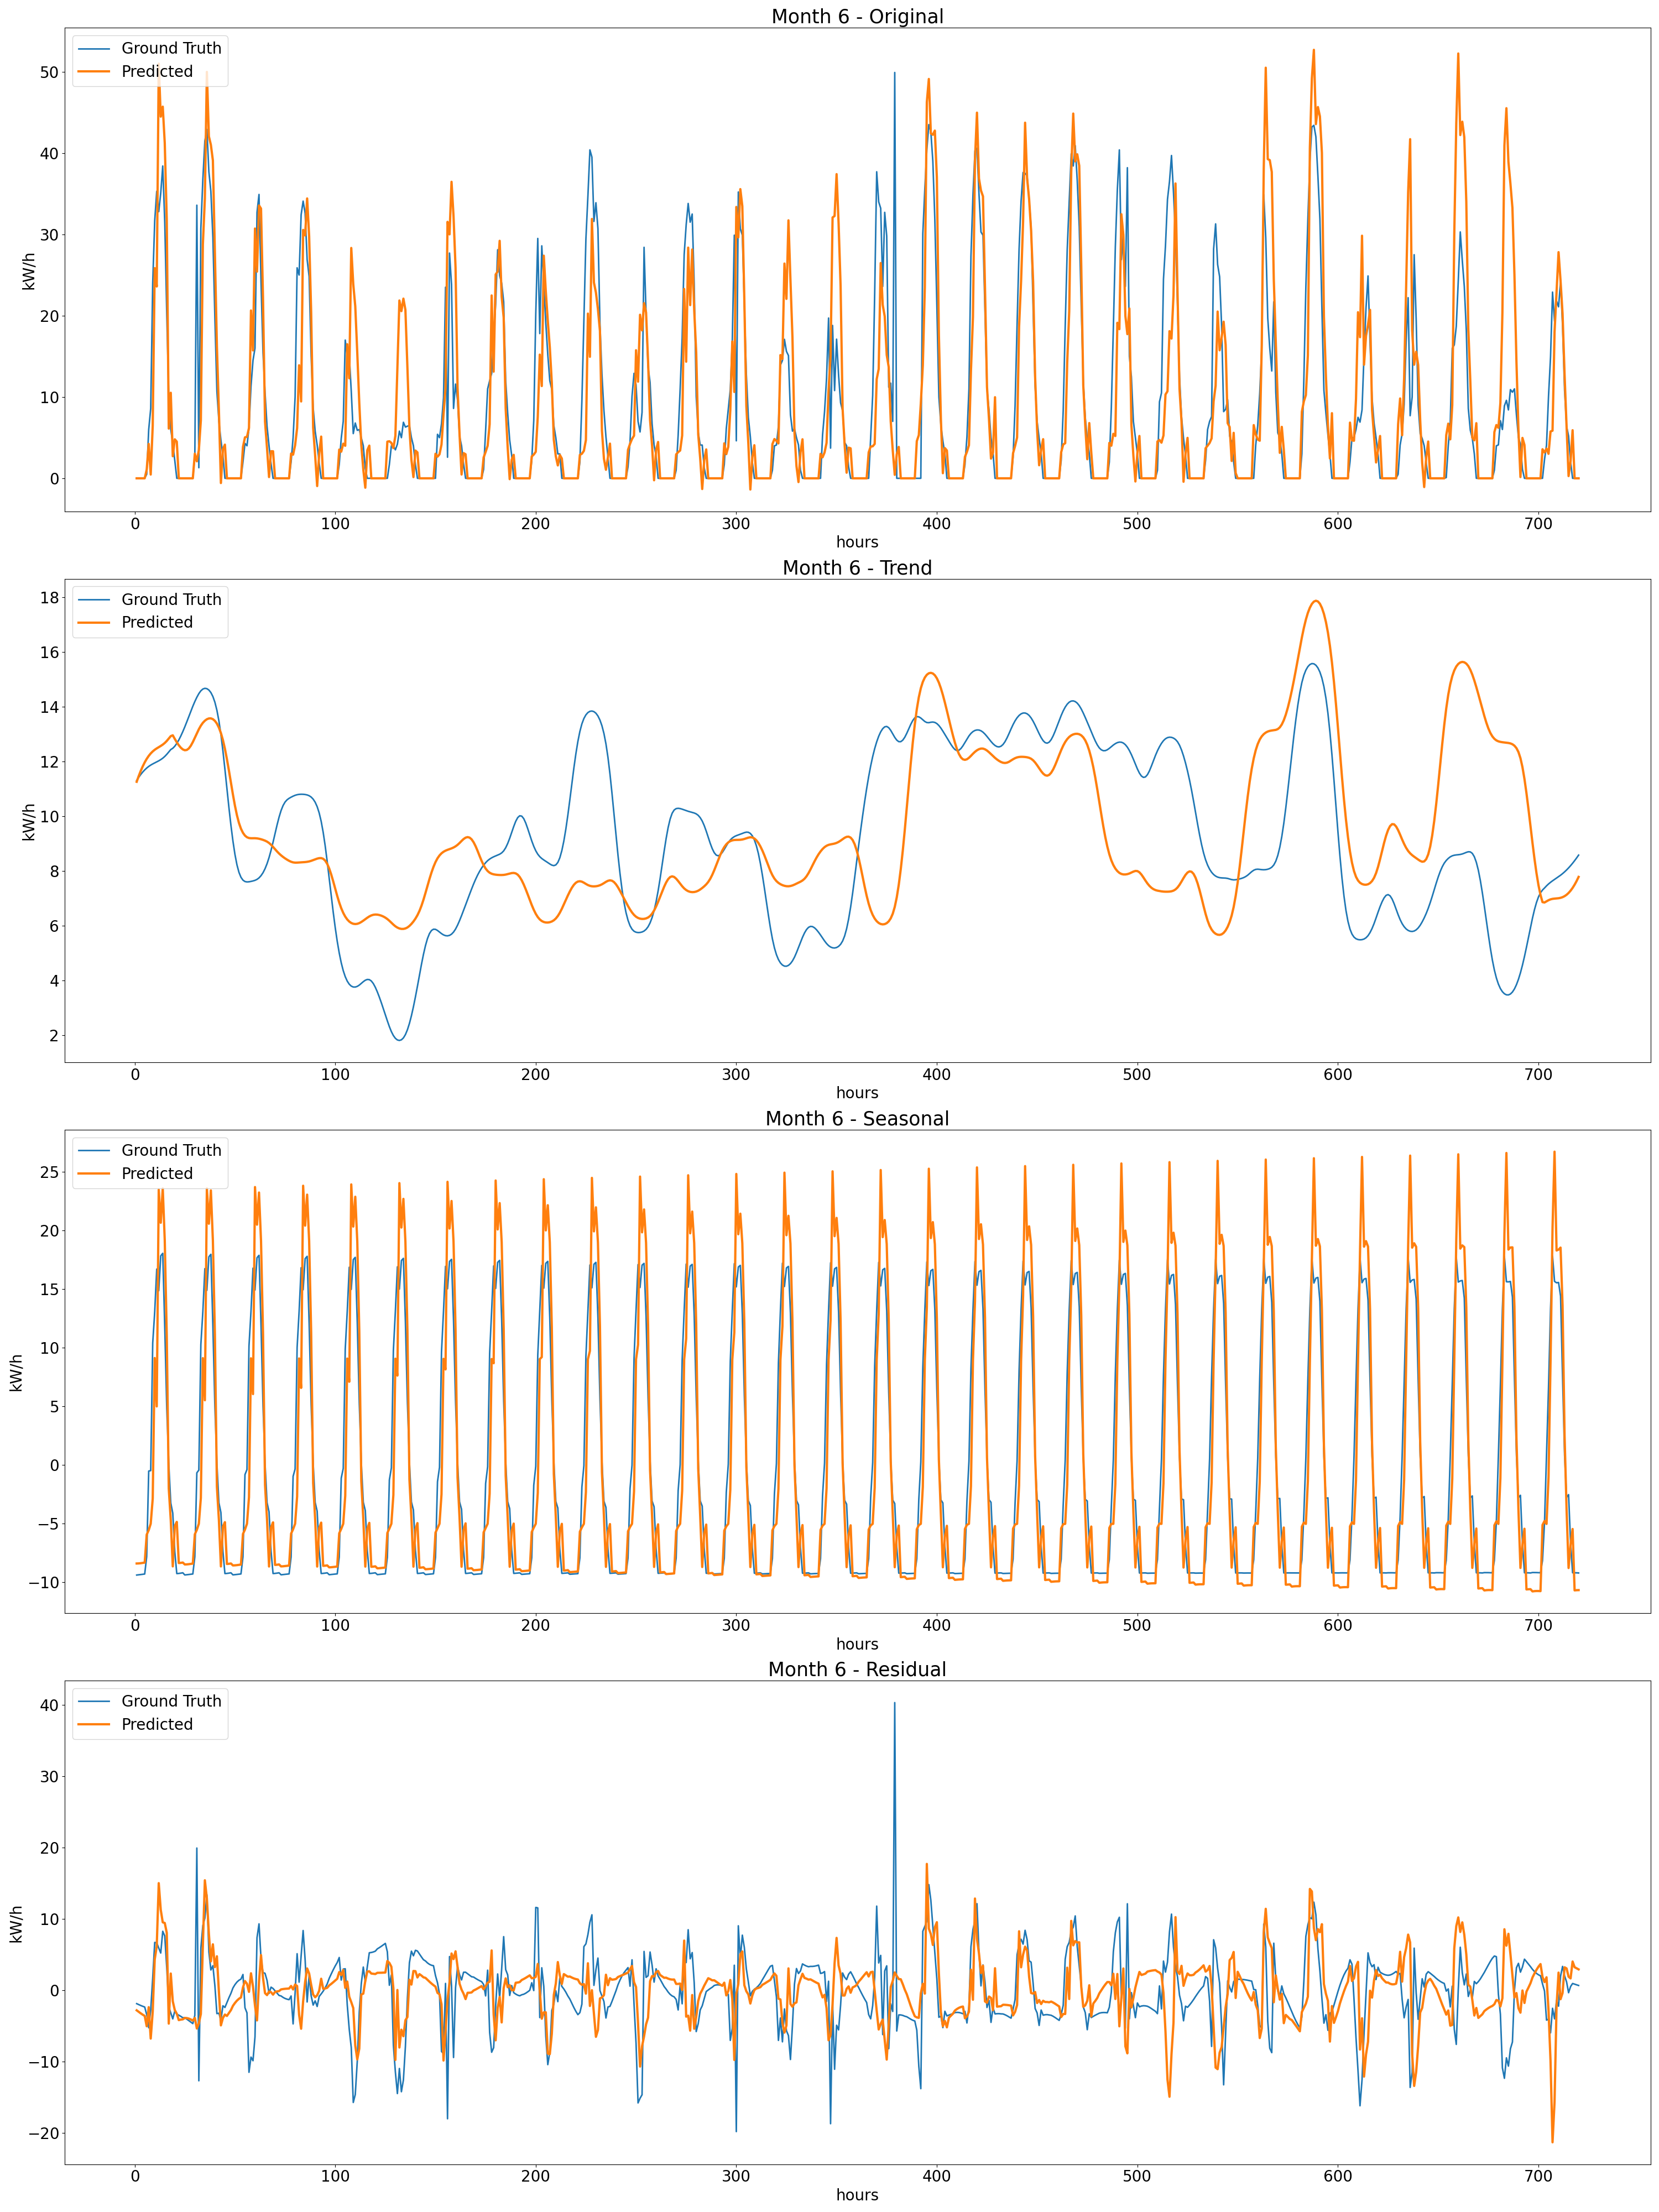 Month 6 - Original
Ground Truth
Predicted
50
40
30
20
10
0
kW/h
0 100 200 300 400 500 600 700
hours
Month 6 - Trend
Ground Truth
Predicted
18
16
14
12
10
8
6
4
2
kW/h
0 100 200 300 400 500 600 700
hours
Month 6 - Seasonal
Ground Truth
Predicted
25
20
15
10
5
0
−5
−10
kW/h
0 100 200 300 400 500 600 700
hours
Month 6 - Residual
Ground Truth
Predicted
40
30
20
10
0
−10
−20
kW/h
0 100 200 300 400 500 600 700
hours